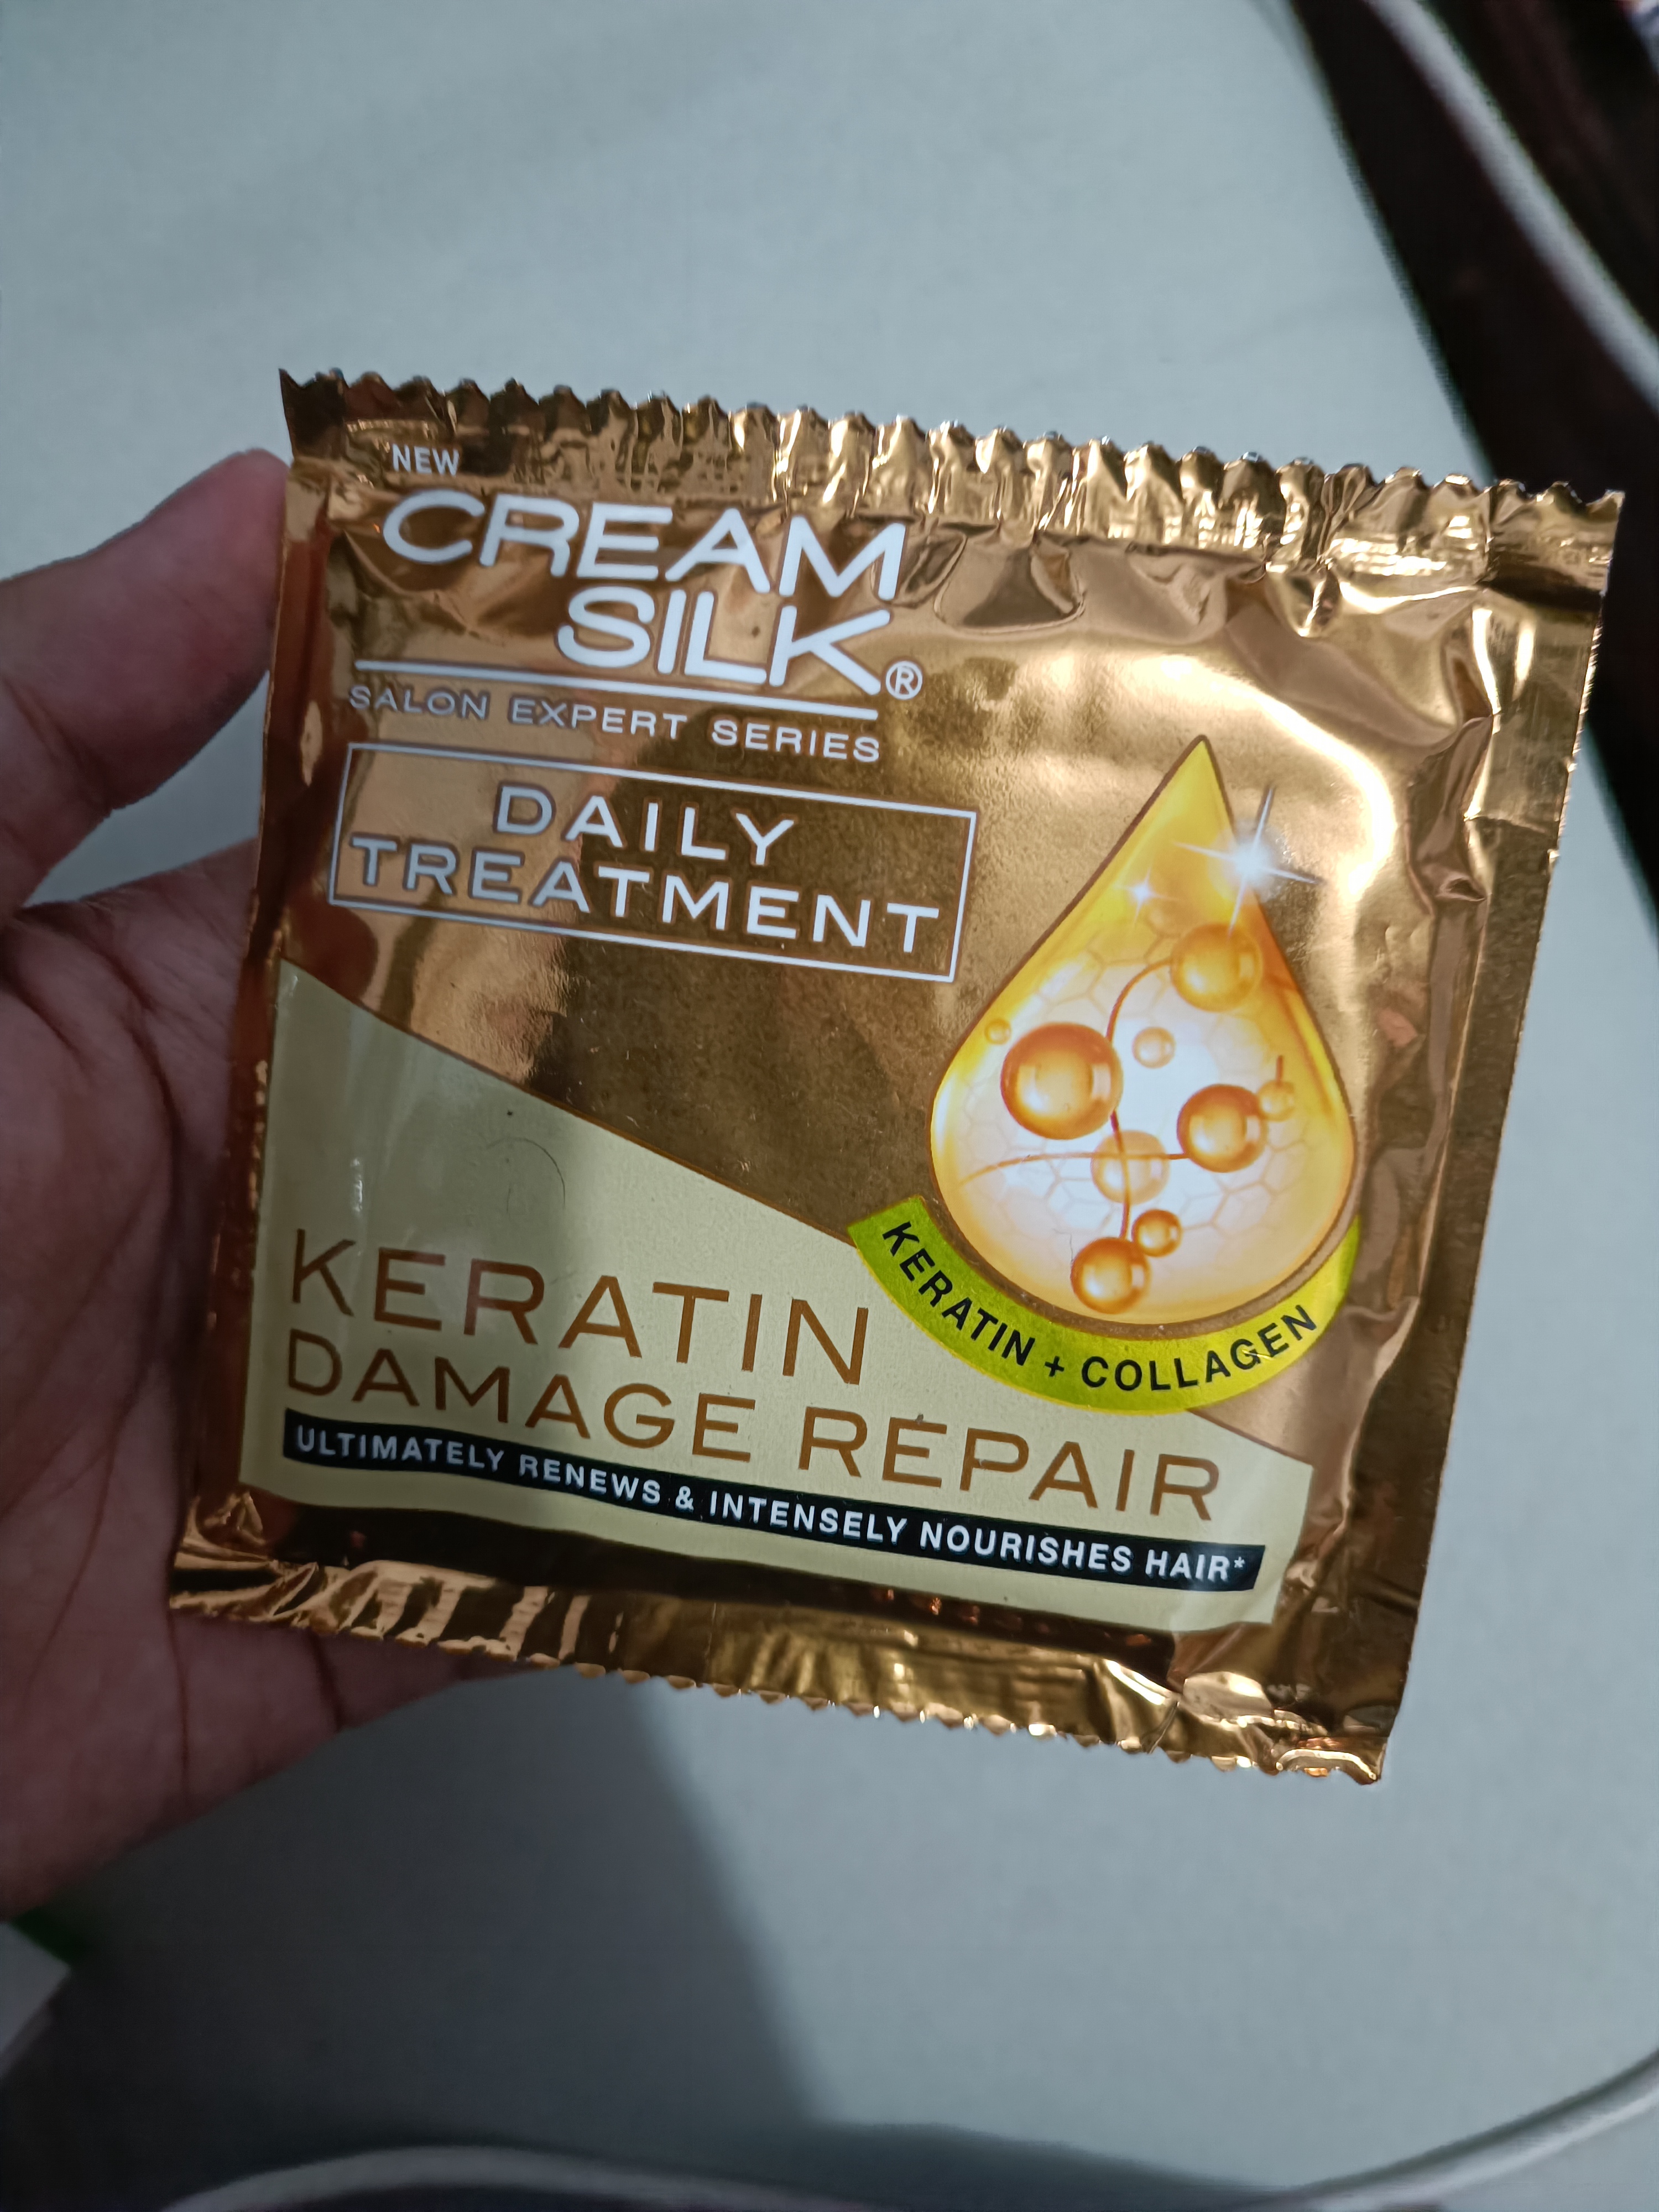 NEW
CREAM
SILK®
SALON EXPERT SERIES
DAILY
TREATMENT
KERATIN + COLLAGEN
KERATIN
DAMAGE REPAIR
ULTIMATELY RENEWS & INTENSELY NOURISHES HAIR*